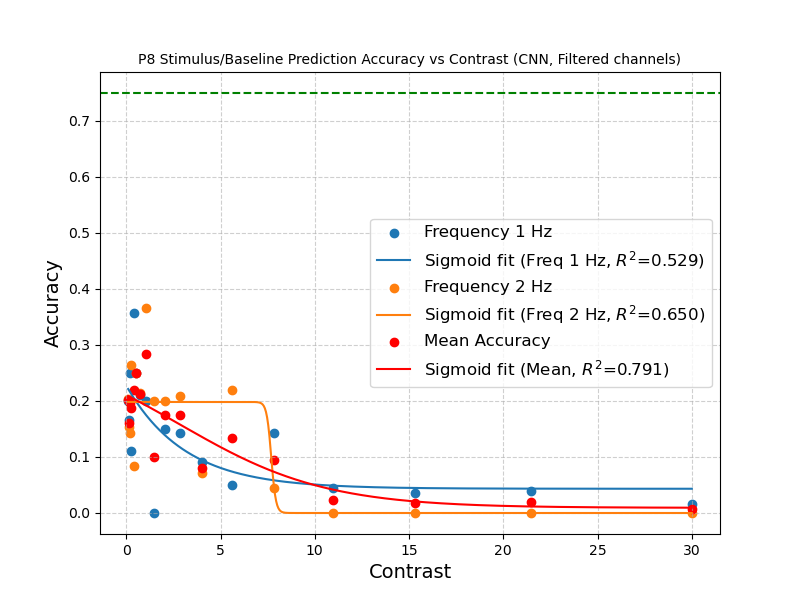 P8 Stimulus/Baseline Prediction Accuracy vs Contrast (CNN, Filtered channels)
Accuracy
0.7
0.6
0.5
0.4
0.3
0.2
0.1
0.0
Frequency 1 Hz
Sigmoid fit (Freq 1 Hz, R²=0.529)
Frequency 2 Hz
Sigmoid fit (Freq 2 Hz, R²=0.650)
Mean Accuracy
Sigmoid fit (Mean, R²=0.791)
0 5 10 15 20 25 30
Contrast